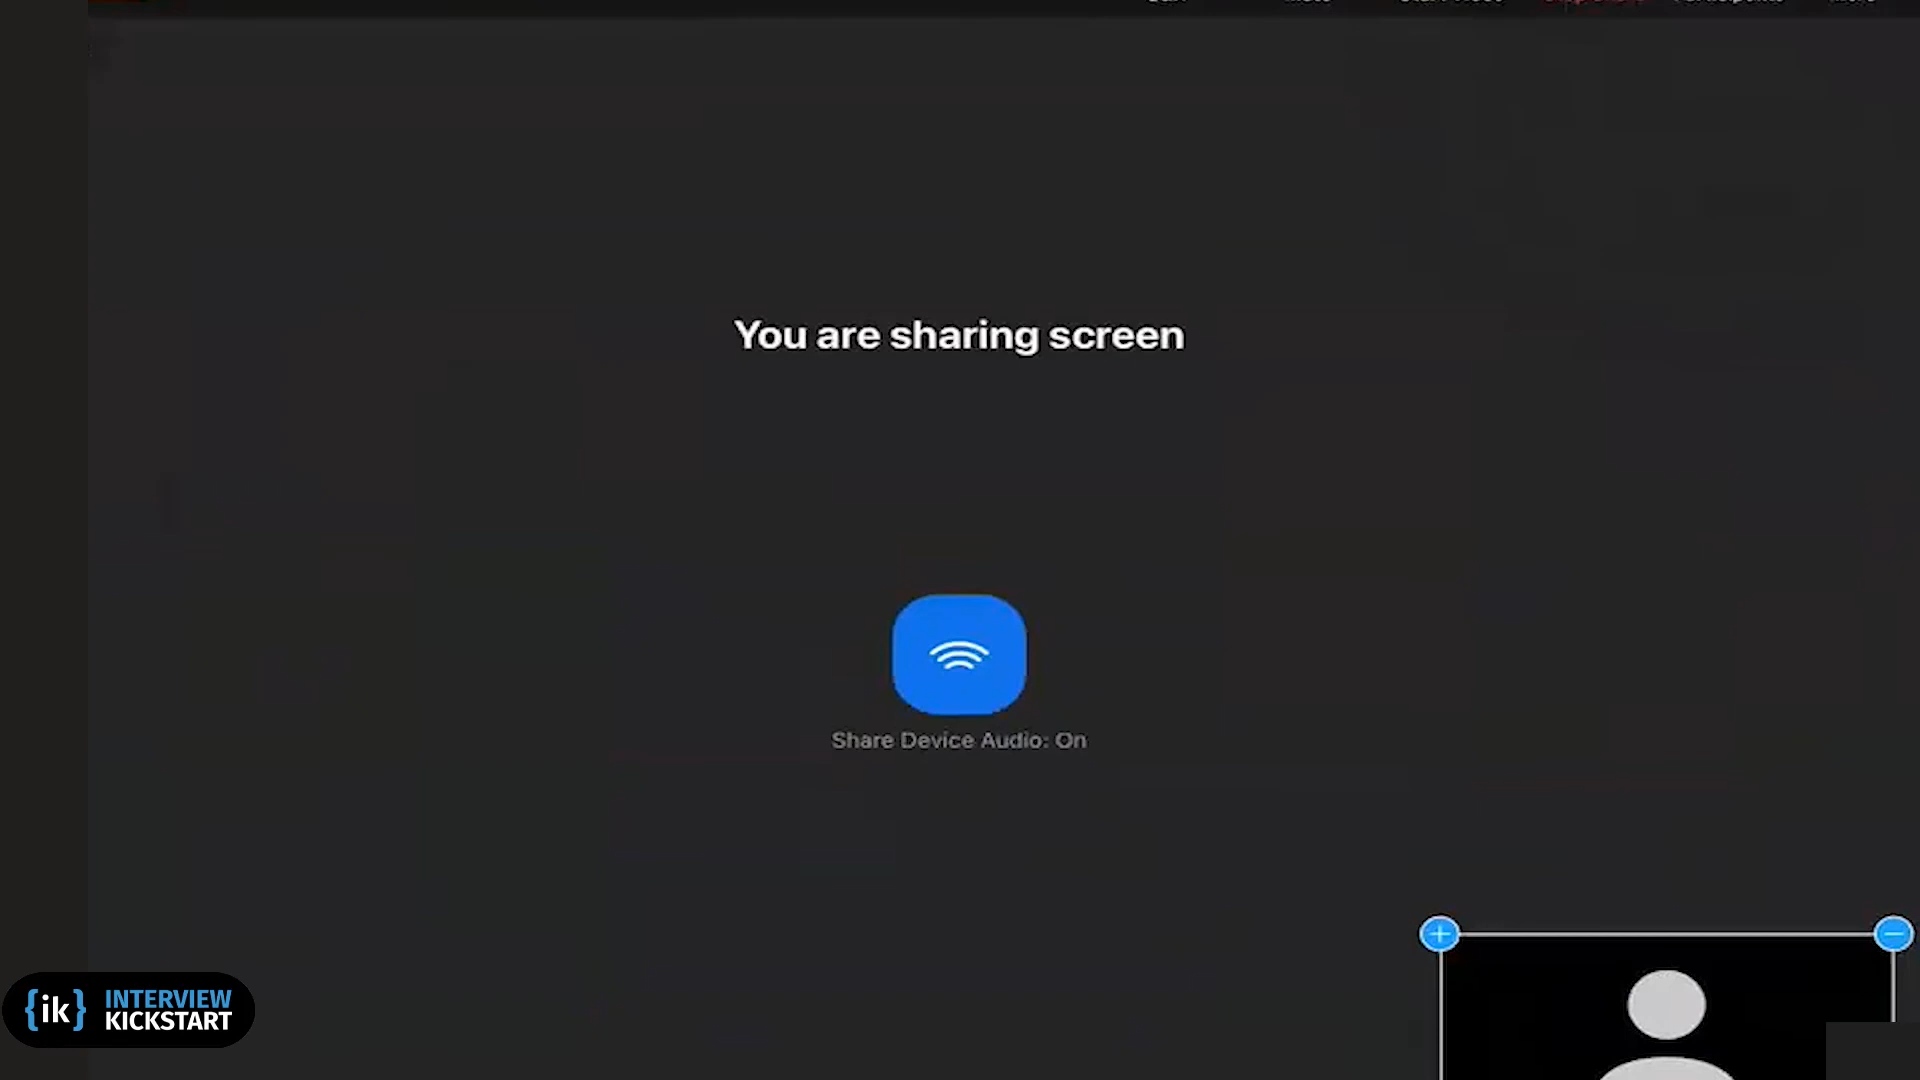 You are sharing screen
Share Device Audio: On
{ik} INTERVIEW
KICKSTART